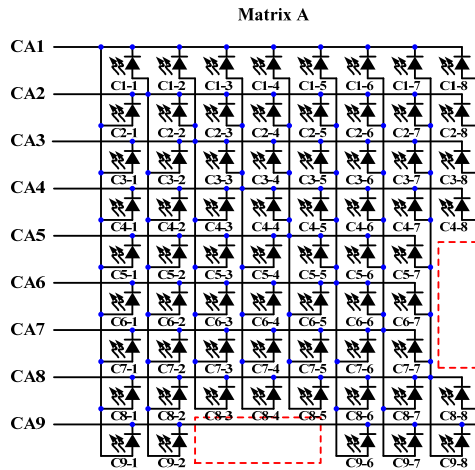 Matrix A
CA1
C1-1 C1-2 C1-3 C1-4 C1-5 C1-6 C1-7 C1-8
CA2
C2-1 C2-2 C2-3 C2-4 C2-5 C2-6 C2-7 C2-8
CA3
C3-1 C3-2 C3-3 C3-4 C3-5 C3-6 C3-7 C3-8
CA4
C4-1 C4-2 C4-3 C4-4 C4-5 C4-6 C4-7 C4-8
CA5
C5-1 C5-2 C5-3 C5-4 C5-5 C5-6 C5-7
CA6
C6-1 C6-2 C6-3 C6-4 C6-5 C6-6 C6-7
CA7
C7-1 C7-2 C7-3 C7-4 C7-5 C7-6 C7-7
CA8
C8-1 C8-2 C8-3 C8-4 C8-5 C8-6 C8-7 C8-8
CA9
C9-1 C9-2 C9-6 C9-7 C9-8